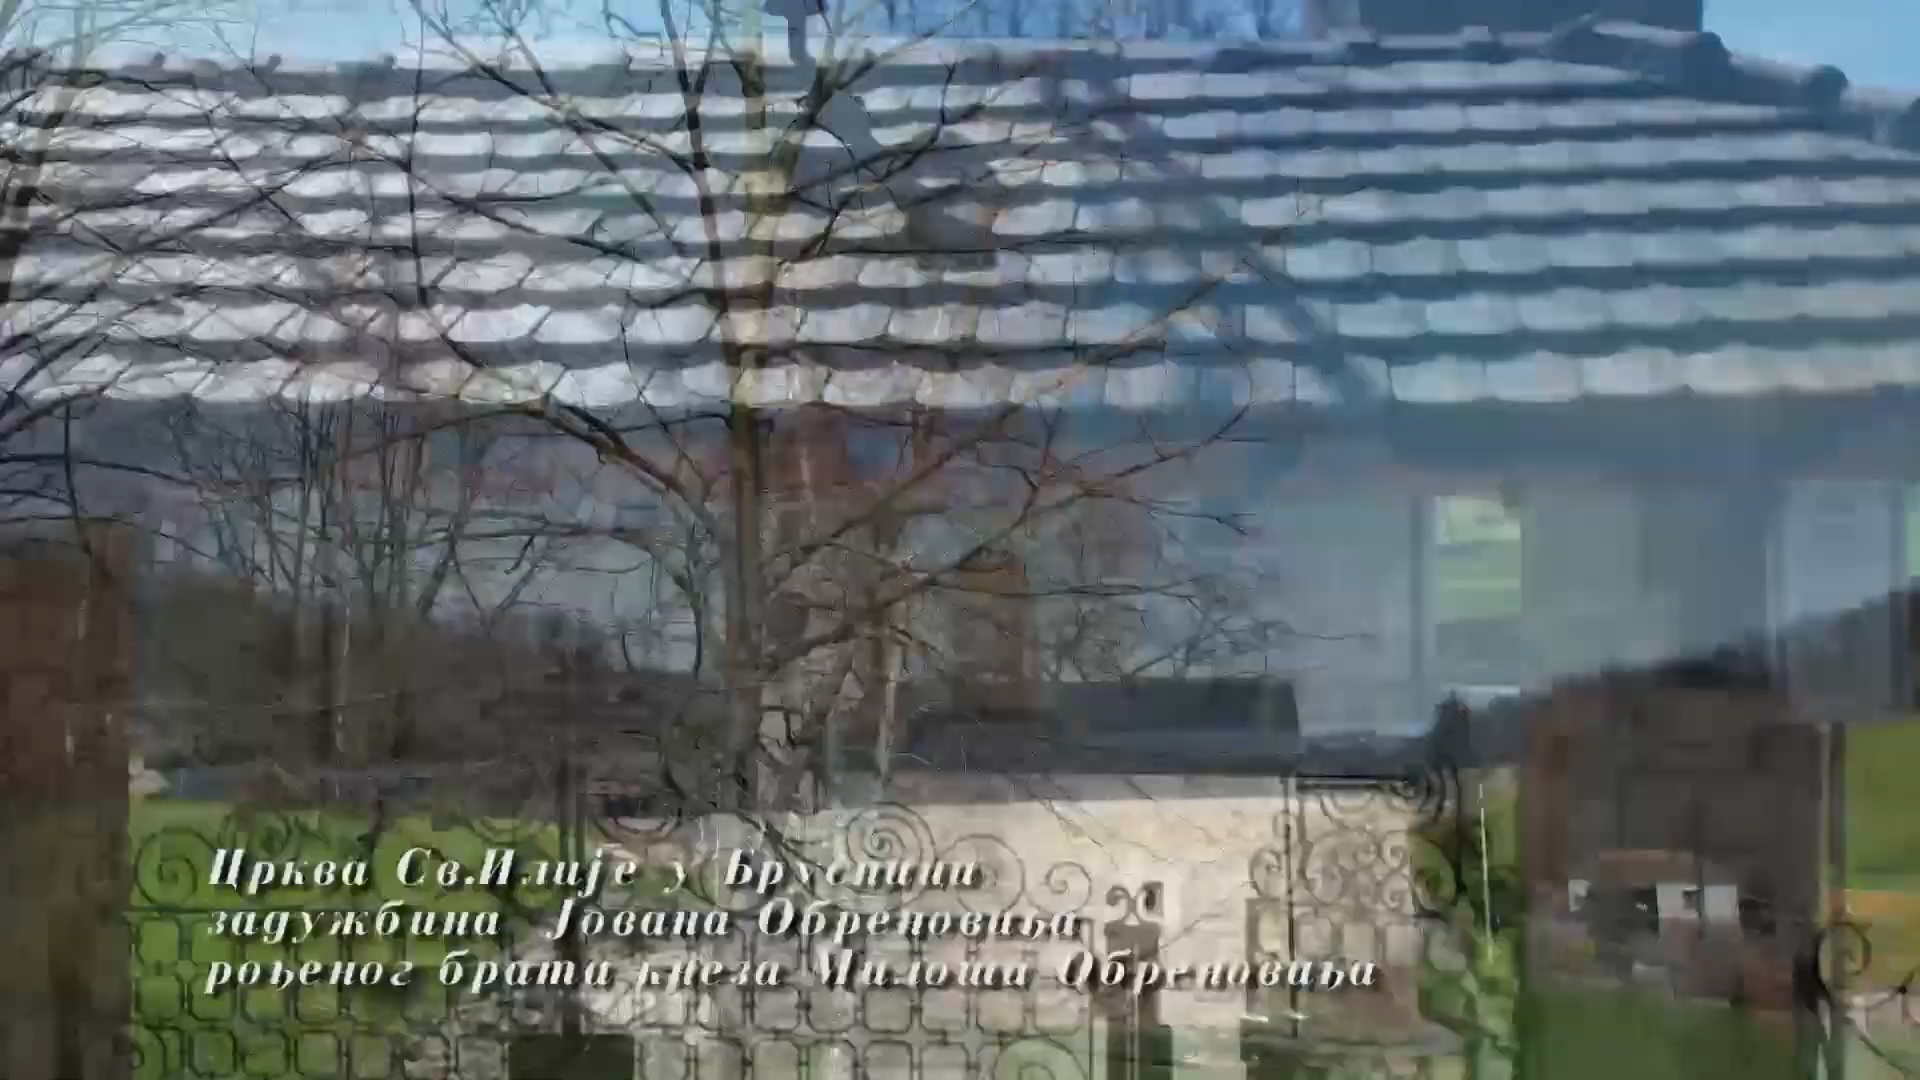 Црква Св.Илије у Брусници
задужбина Јована Обреновића
рођеног брата кнеза Милоша Обреновића